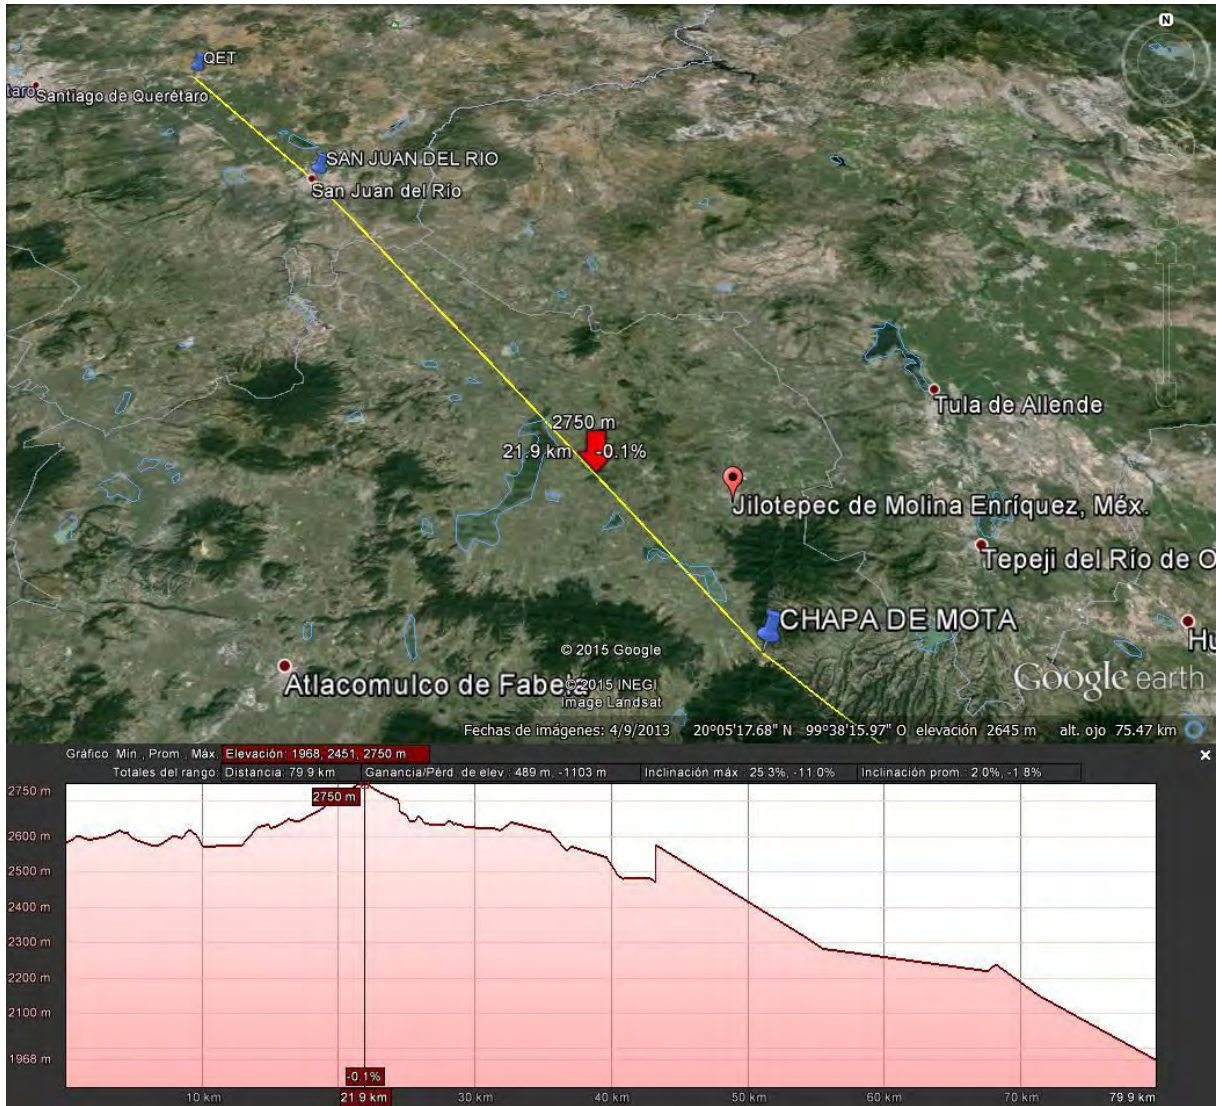 N
QET
taro
Santiago de Querétaro
SAN JUAN DEL RIO
San Juan del Río
2750 m
21.9 km -0.1%
Tula de Allende
Jilotepec de Molina Enríquez, Méx.
Tepeji del Río de O
CHAPA DE MOTA
Hu
© 2015 Google
Atlacomulco de Fabela
© 2015 INEGI
Image Landsat
Google earth
Fechas de imágenes: 4/9/2013 20°05'17.68" N 99°38'15.97" O elevación 2645 m alt. ojo 75.47 km
Gráfico: Mín., Prom., Máx. Elevación: 1968, 2451, 2750 m
Totales del rango: Distancia: 79.9 km Ganancia/Pérd. de elev.: 489 m, -1103 m Inclinación máx.: 25.3%, -11.0% Inclinación prom.: 2.0%, -1.8%
2750 m
2750 m
2600 m
2500 m
2400 m
2300 m
2200 m
2100 m
1968 m
-0.1%
10 km 21.9 km 30 km 40 km 50 km 60 km 70 km 79.9 km